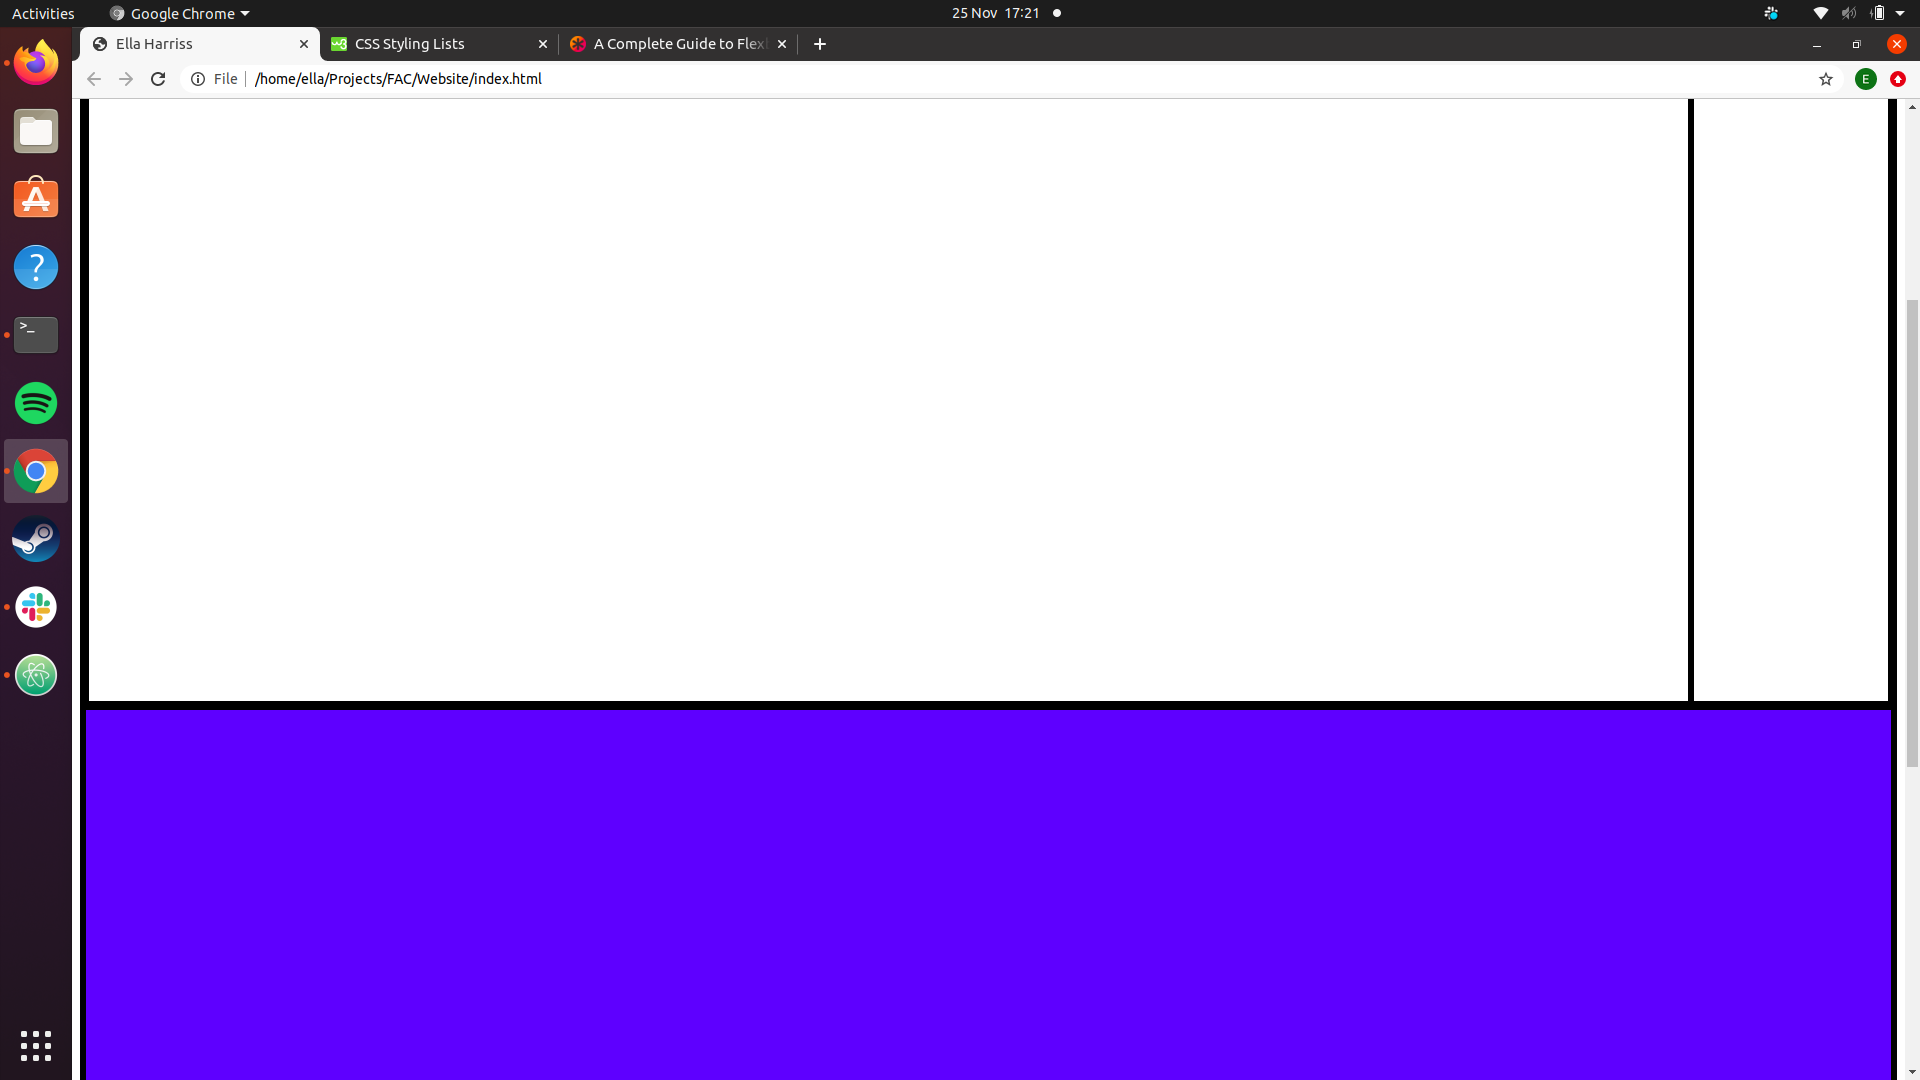 Activities Google Chrome 25 Nov 17:21
Ella Harriss CSS Styling Lists A Complete Guide to Flex
File /home/ella/Projects/FAC/Website/index.html E